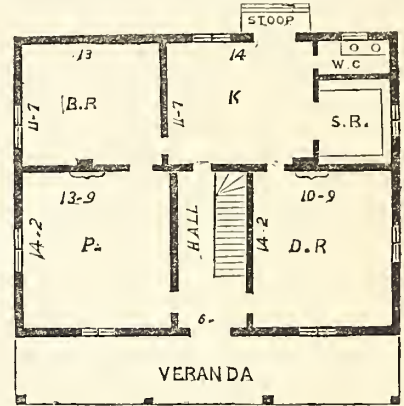 STOOP
13
14
W.C
B.R
11-7
11-7
K
S.R.
13-9
10-9
14-2
P.
HALL
14-2
D.R
6-
VERANDA